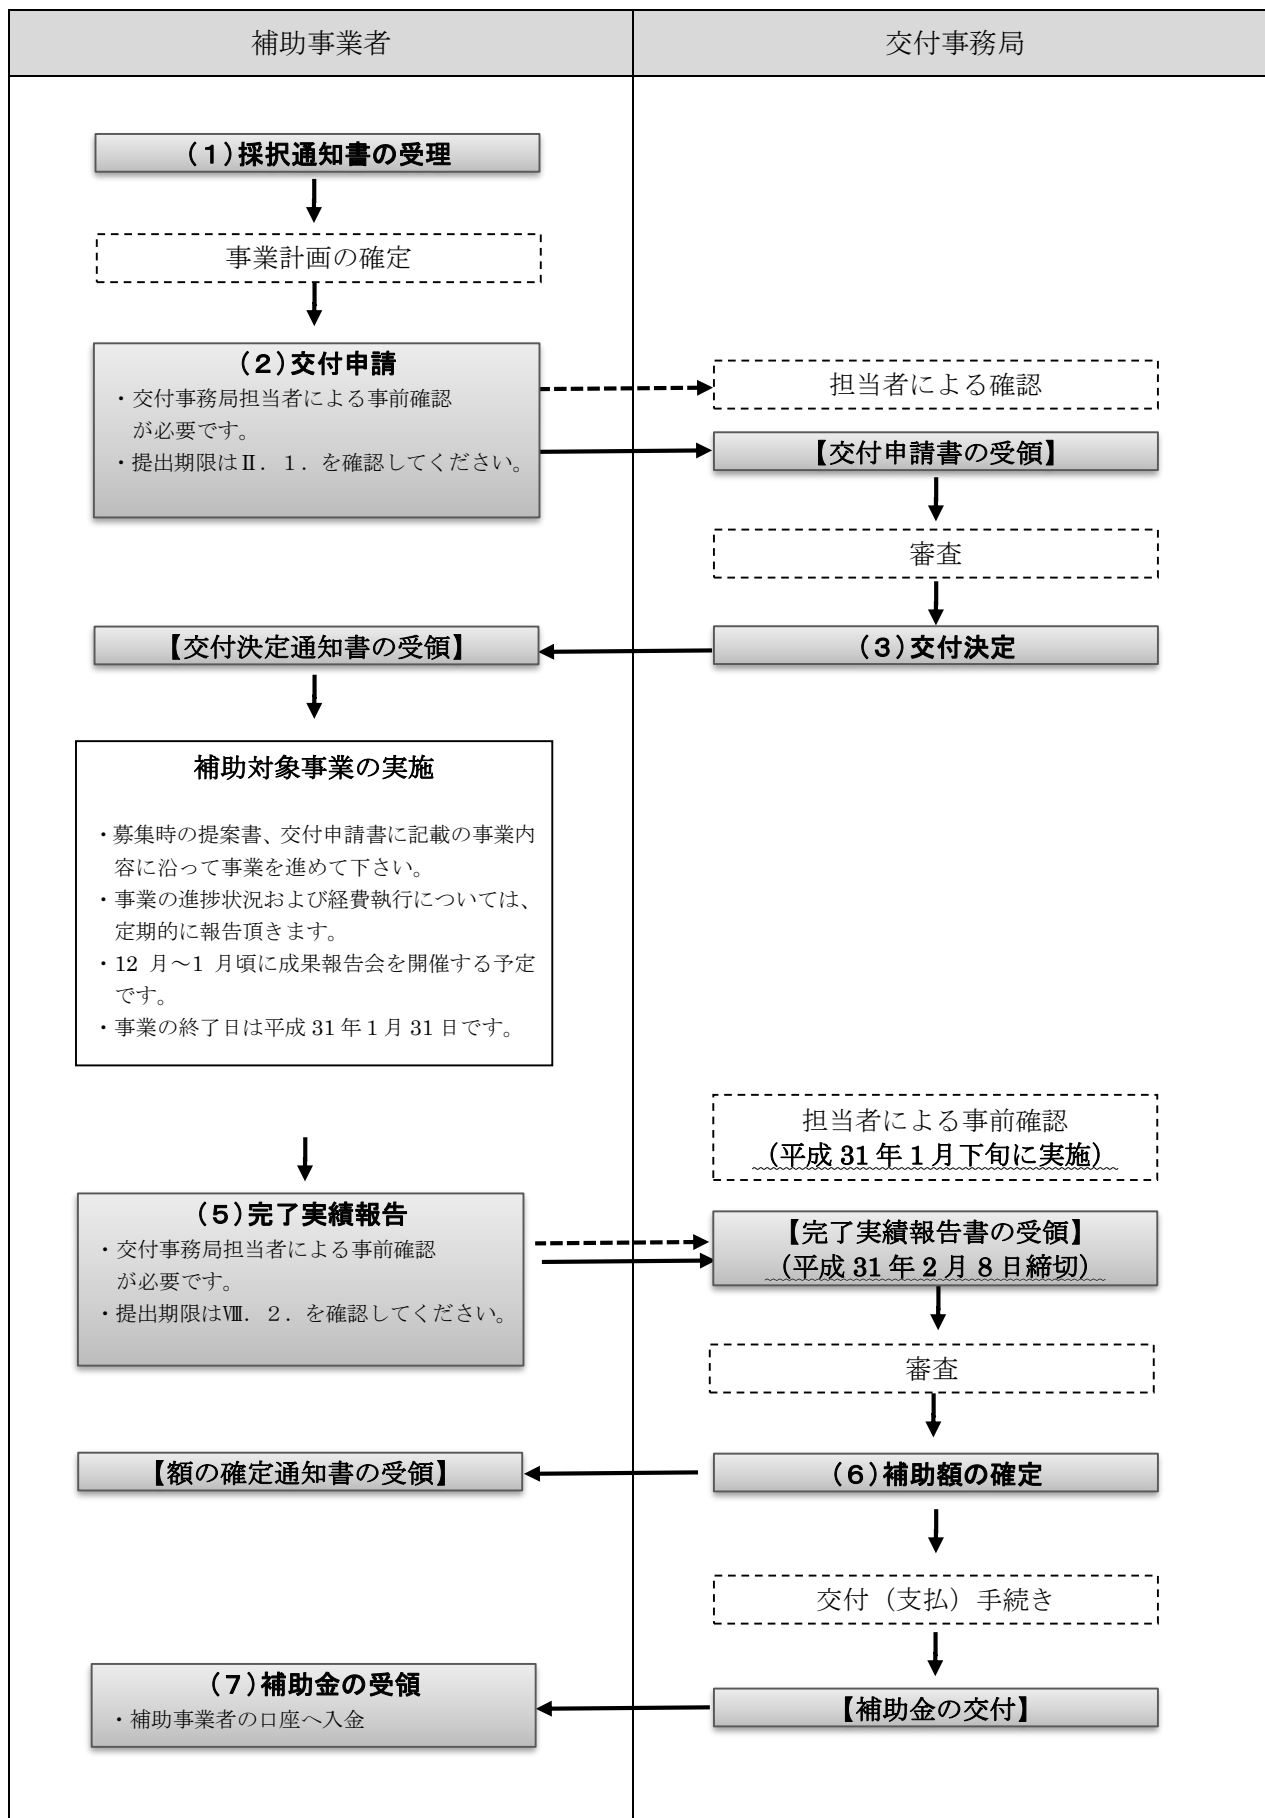 補助事業者
交付事務局
（１）採択通知書の受理
事業計画の確定
（２）交付申請
・交付事務局担当者による事前確認
が必要です。
・提出期限はⅡ．１．を確認してください。
担当者による確認
【交付申請書の受領】
審査
【交付決定通知書の受領】
（３）交付決定
補助対象事業の実施
・募集時の提案書、交付申請書に記載の事業内
容に沿って事業を進めて下さい。
・事業の進捗状況および経費執行については、
定期的に報告頂きます。
・12 月～1 月頃に成果報告会を開催する予定
です。
・事業の終了日は平成 31 年 1 月 31 日です。
担当者による事前確認
（平成 31 年 1 月下旬に実施）
（５）完了実績報告
・交付事務局担当者による事前確認
が必要です。
・提出期限はⅧ．２．を確認してください。
【完了実績報告書の受領】
（平成 31 年 2 月 8 日締切）
審査
【額の確定通知書の受領】
（６）補助額の確定
交付（支払）手続き
（７）補助金の受領
・補助事業者の口座へ入金
【補助金の交付】